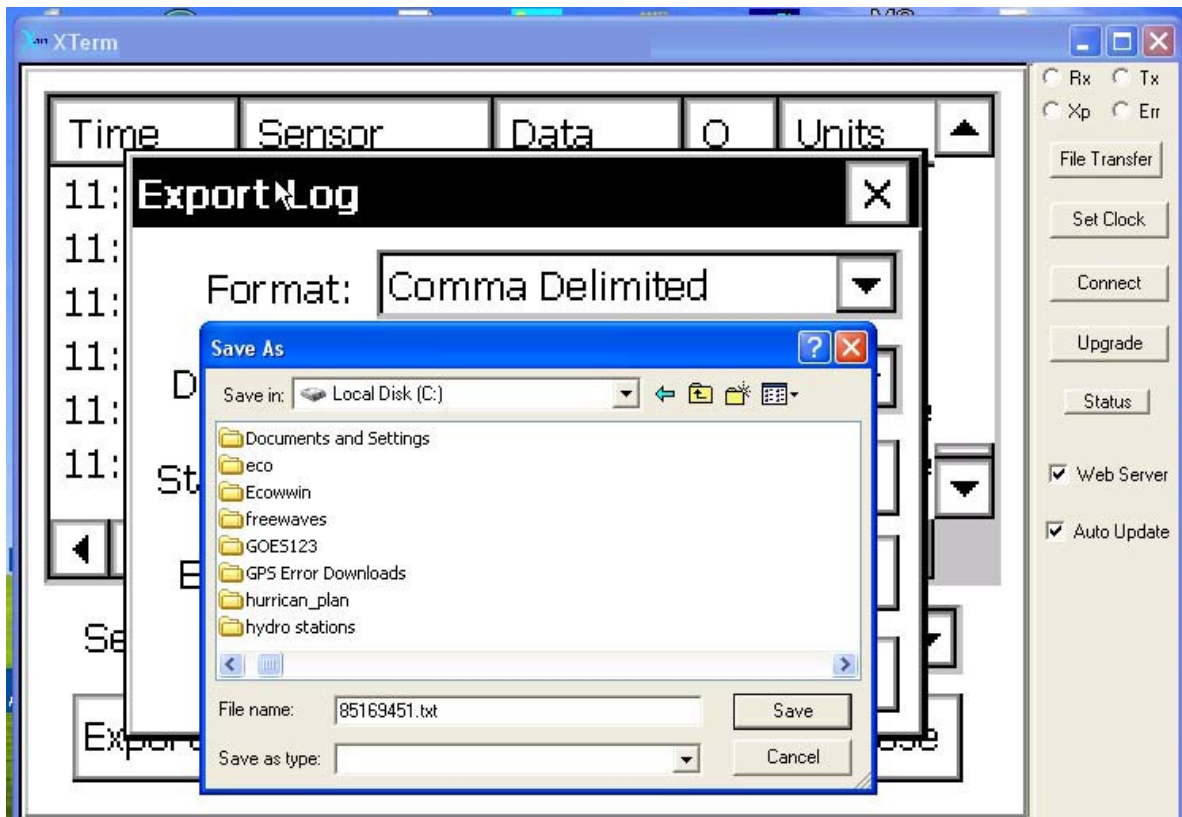 XTerm
Rx Tx
Xp Err
File Transfer
Set Clock
Connect
Upgrade
Status
Web Server
Auto Update
Time Sensor Data O Units
11:
11:
11:
11:
11:
11:
Export Log
Format: Comma Delimited
D
St
E
Se
Save As
Save in: Local Disk (C:)
Documents and Settings
eco
Ecowwin
freewaves
GOES123
GPS Error Downloads
hurrican_plan
hydro stations
File name: 85169451.txt
Save
Save as type:
Cancel